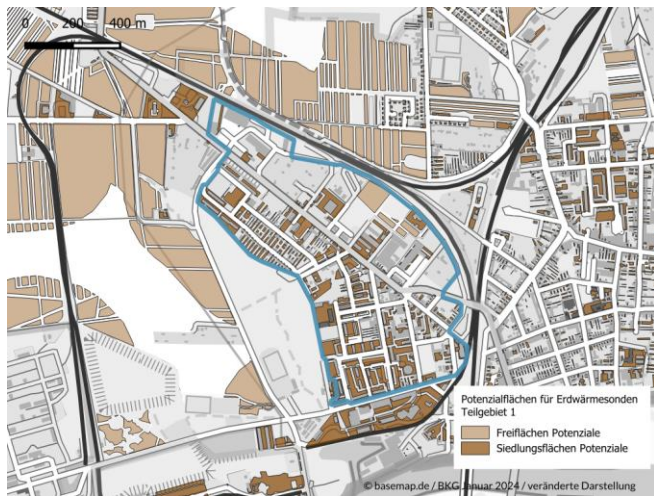 0 200 400 m
Potenzialflächen für Erdwärmesonden
Teilgebiet 1
Freiflächen Potenziale
Siedlungsflächen Potenziale
© basemap.de / BKG Januar 2024 / veränderte Darstellung